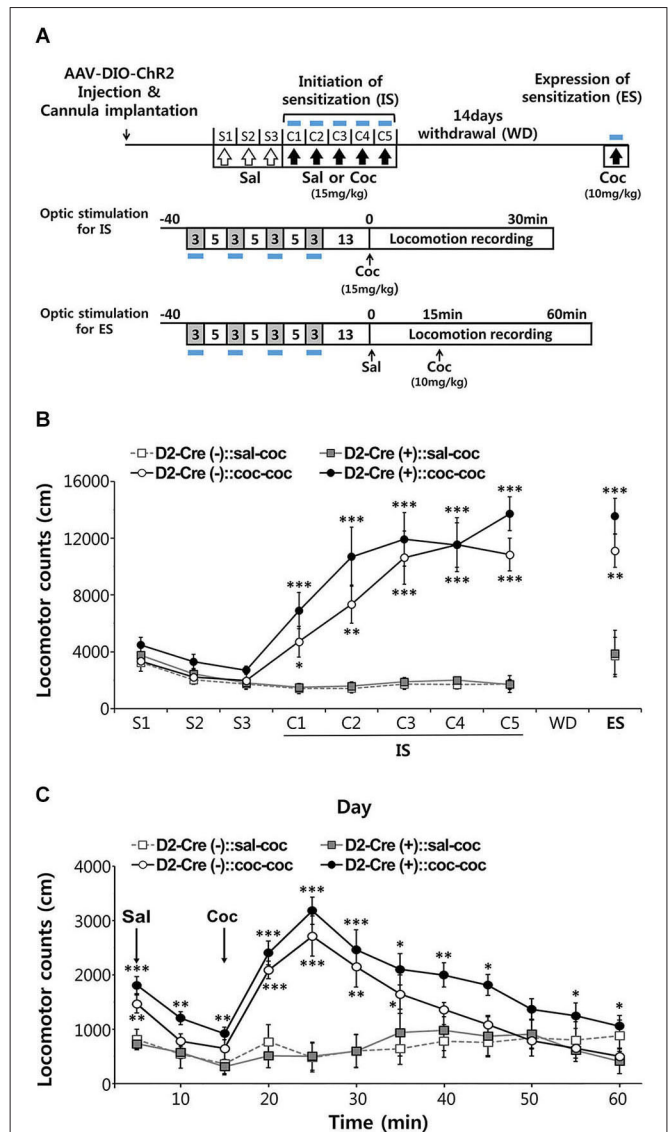 A
AAV-DIO-ChR2
Injection &
Cannula implantation
Initiation of
sensitization (IS)
Expression of
sensitization (ES)
14days
withdrawal (WD)
S1 S2 S3 C1 C2 C3 C4 C5
Sal
Sal or Coc
(15mg/kg)
Coc
(10mg/kg)
Optic stimulation
for IS
-40 0 30min
3 5 3 5 3 5 3 13 Locomotion recording
Coc
(15mg/kg)
Optic stimulation
for ES
-40 0 15min 60min
3 5 3 5 3 5 3 13 Locomotion recording
Sal
Coc
(10mg/kg)
B
D2-Cre (-)::sal-coc D2-Cre (+)::sal-coc
D2-Cre (-)::coc-coc D2-Cre (+)::coc-coc
Locomotor counts (cm)
16000
12000
8000
4000
0
*** *** *** *** *** ***
* ** *** *** *** **
S1 S2 S3 C1 C2 C3 C4 C5 WD ES
IS
Day
C
D2-Cre (-)::sal-coc D2-Cre (+)::sal-coc
D2-Cre (-)::coc-coc D2-Cre (+)::coc-coc
Locomotor counts (cm)
4000
3000
2000
1000
0
Sal
Coc
*** ** ** *** *** *** * ** * * *
** *** *** ** *
10 20 30 40 50 60
Time (min)